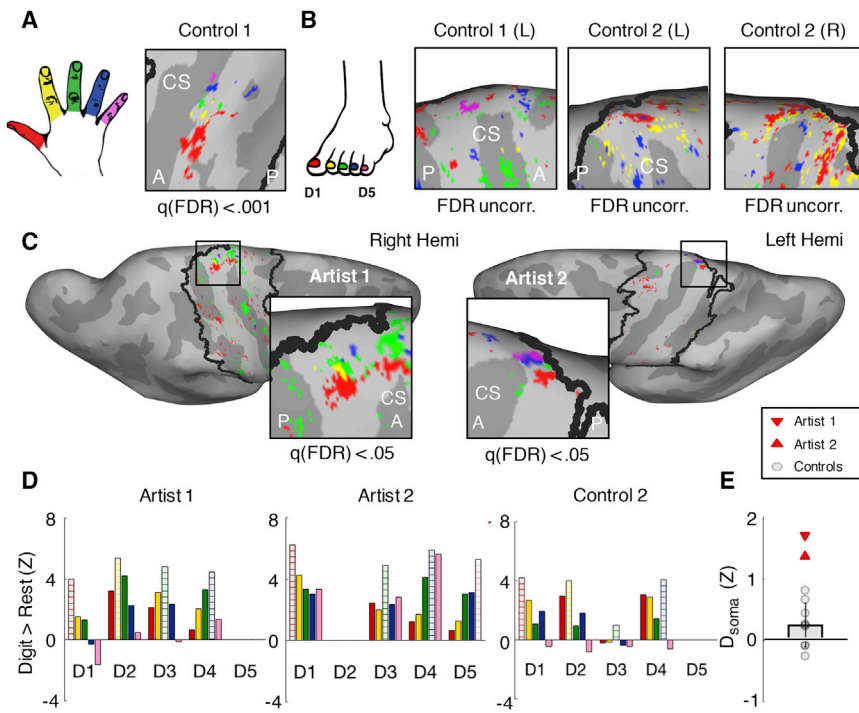 A
Control 1
CS
A
P
q(FDR) <.001
B
D1
D5
Control 1 (L)
Control 2 (L)
Control 2 (R)
CS
P
A
CS
FDR uncorr.
FDR uncorr.
FDR uncorr.
C
Right Hemi
Left Hemi
Artist 1
Artist 2
CS
P
A
CS
A
P
q(FDR) <.05
q(FDR) <.05
Artist 1
Artist 2
Controls
D
Artist 1
Artist 2
Control 2
Digit > Rest (Z)
8
4
0
-4
D1
D2
D3
D4
D5
8
4
0
-4
D1
D2
D3
D4
D5
8
4
0
-4
D1
D2
D3
D4
D5
E
Dsoma (Z)
2
1
0
-1